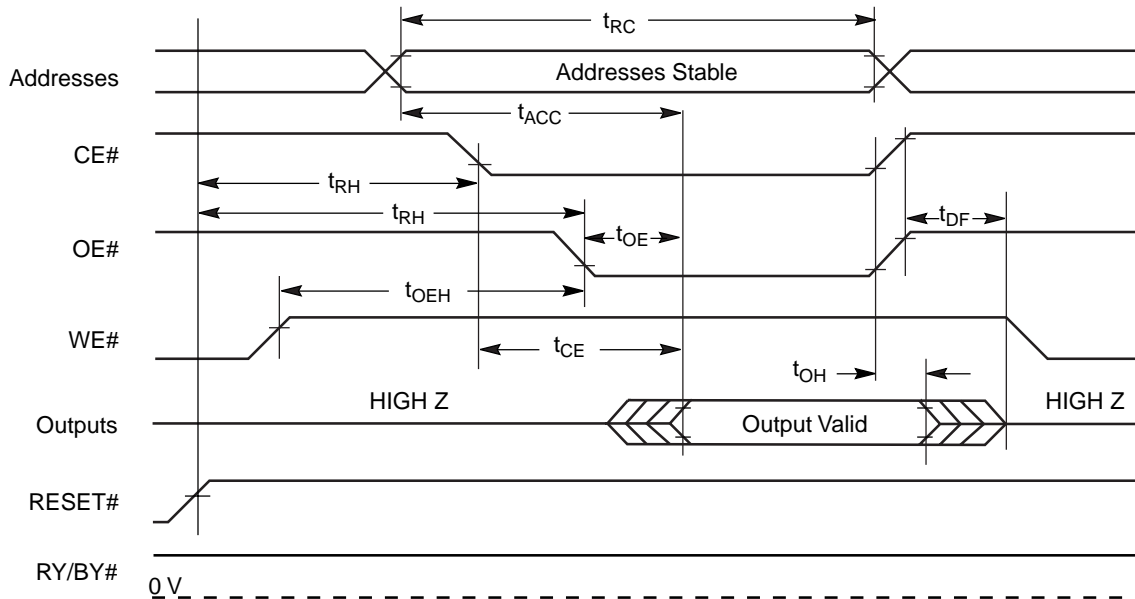 tRC
Addresses
Addresses Stable
tACC
CE#
tRH
tRH
tDF
OE#
tOE
tOEH
WE#
tCE
tOH
HIGH Z
HIGH Z
Outputs
Output Valid
RESET#
RY/BY#
0 V